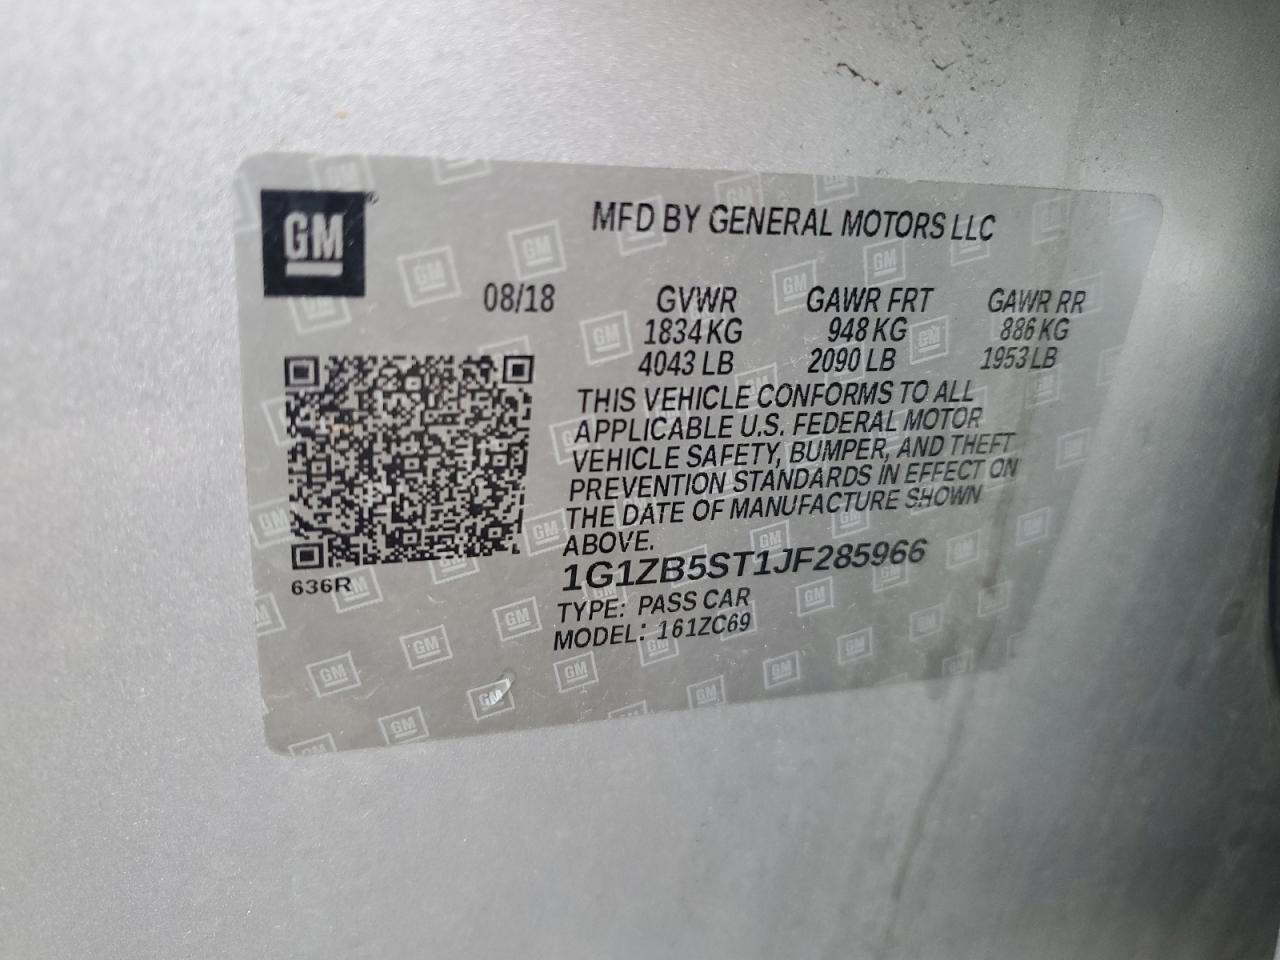 GM
MFD BY GENERAL MOTORS LLC
08/18 GVWR GAWR FRT GAWR RR
1834 KG 948 KG 886 KG
4043 LB 2090 LB 1953 LB
THIS VEHICLE CONFORMS TO ALL
APPLICABLE U.S. FEDERAL MOTOR
VEHICLE SAFETY, BUMPER, AND THEFT
PREVENTION STANDARDS IN EFFECT ON
THE DATE OF MANUFACTURE SHOWN
ABOVE.
636R
1G1ZB5ST1JF285966
TYPE: PASS CAR
MODEL: 161ZC69